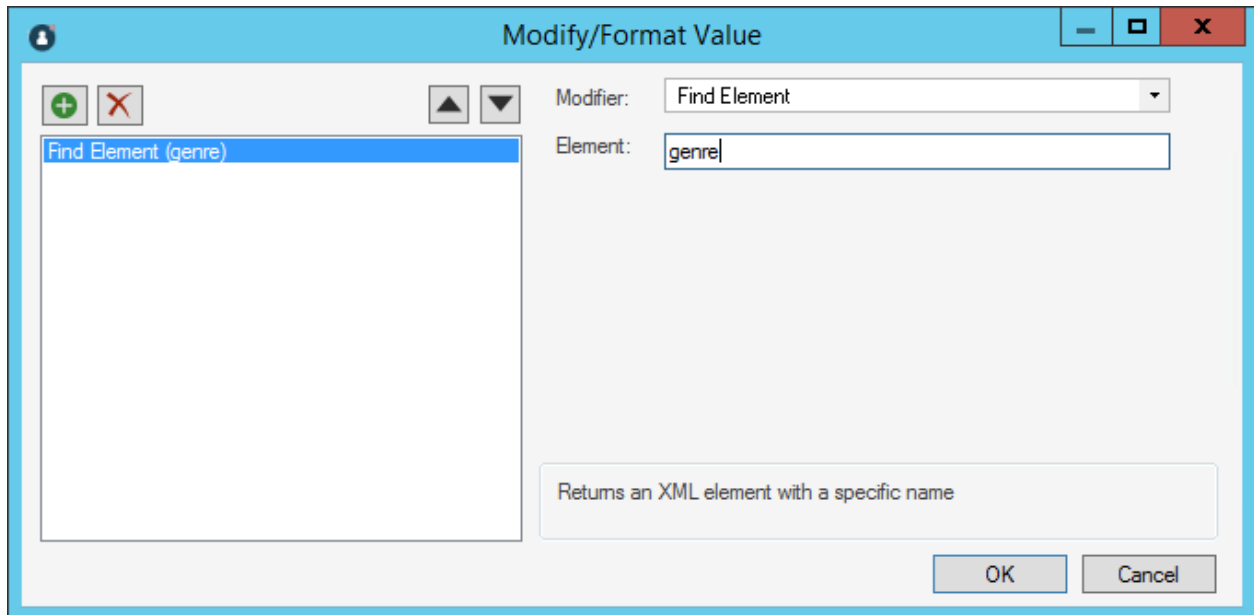 Modify/Format Value
Modifier:
Find Element
Find Element (genre)
Element:
genre
Returns an XML element with a specific name
OK
Cancel